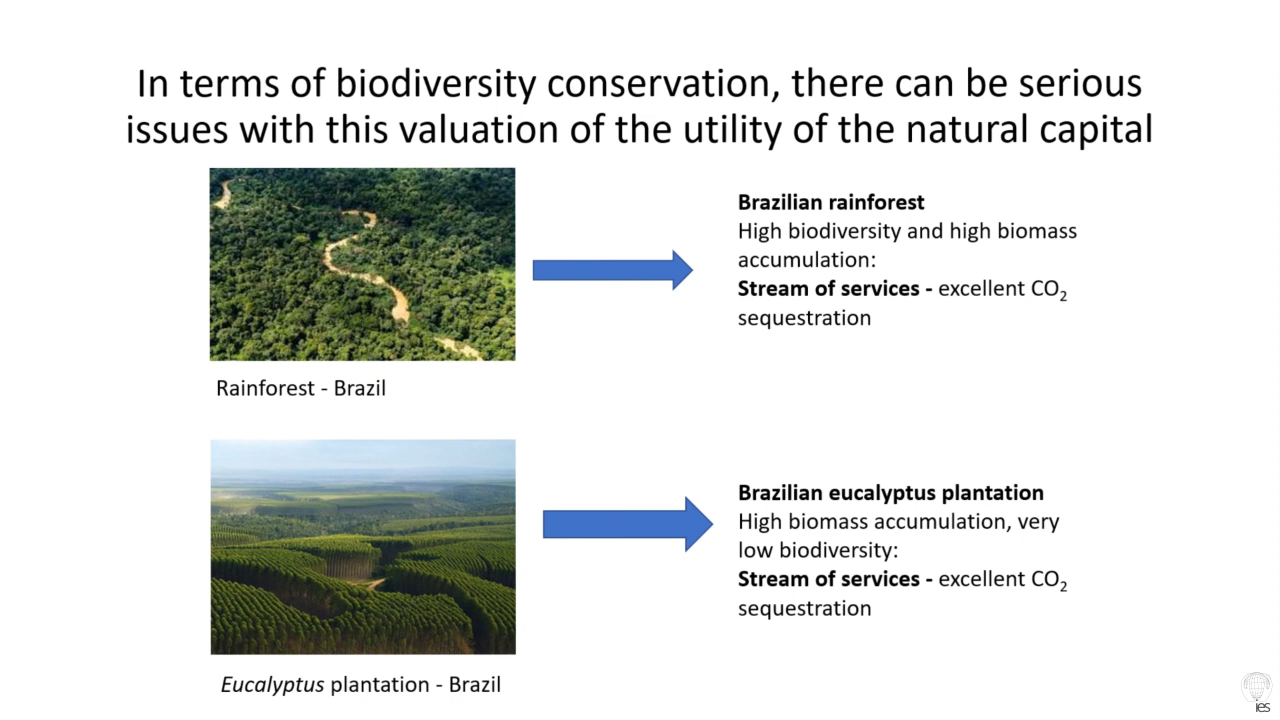 In terms of biodiversity conservation, there can be serious
issues with this valuation of the utility of the natural capital
Brazilian rainforest
High biodiversity and high biomass
accumulation:
Stream of services - excellent CO₂
sequestration
Rainforest - Brazil
Brazilian eucalyptus plantation
High biomass accumulation, very
low biodiversity:
Stream of services - excellent CO₂
sequestration
Eucalyptus plantation - Brazil
ies